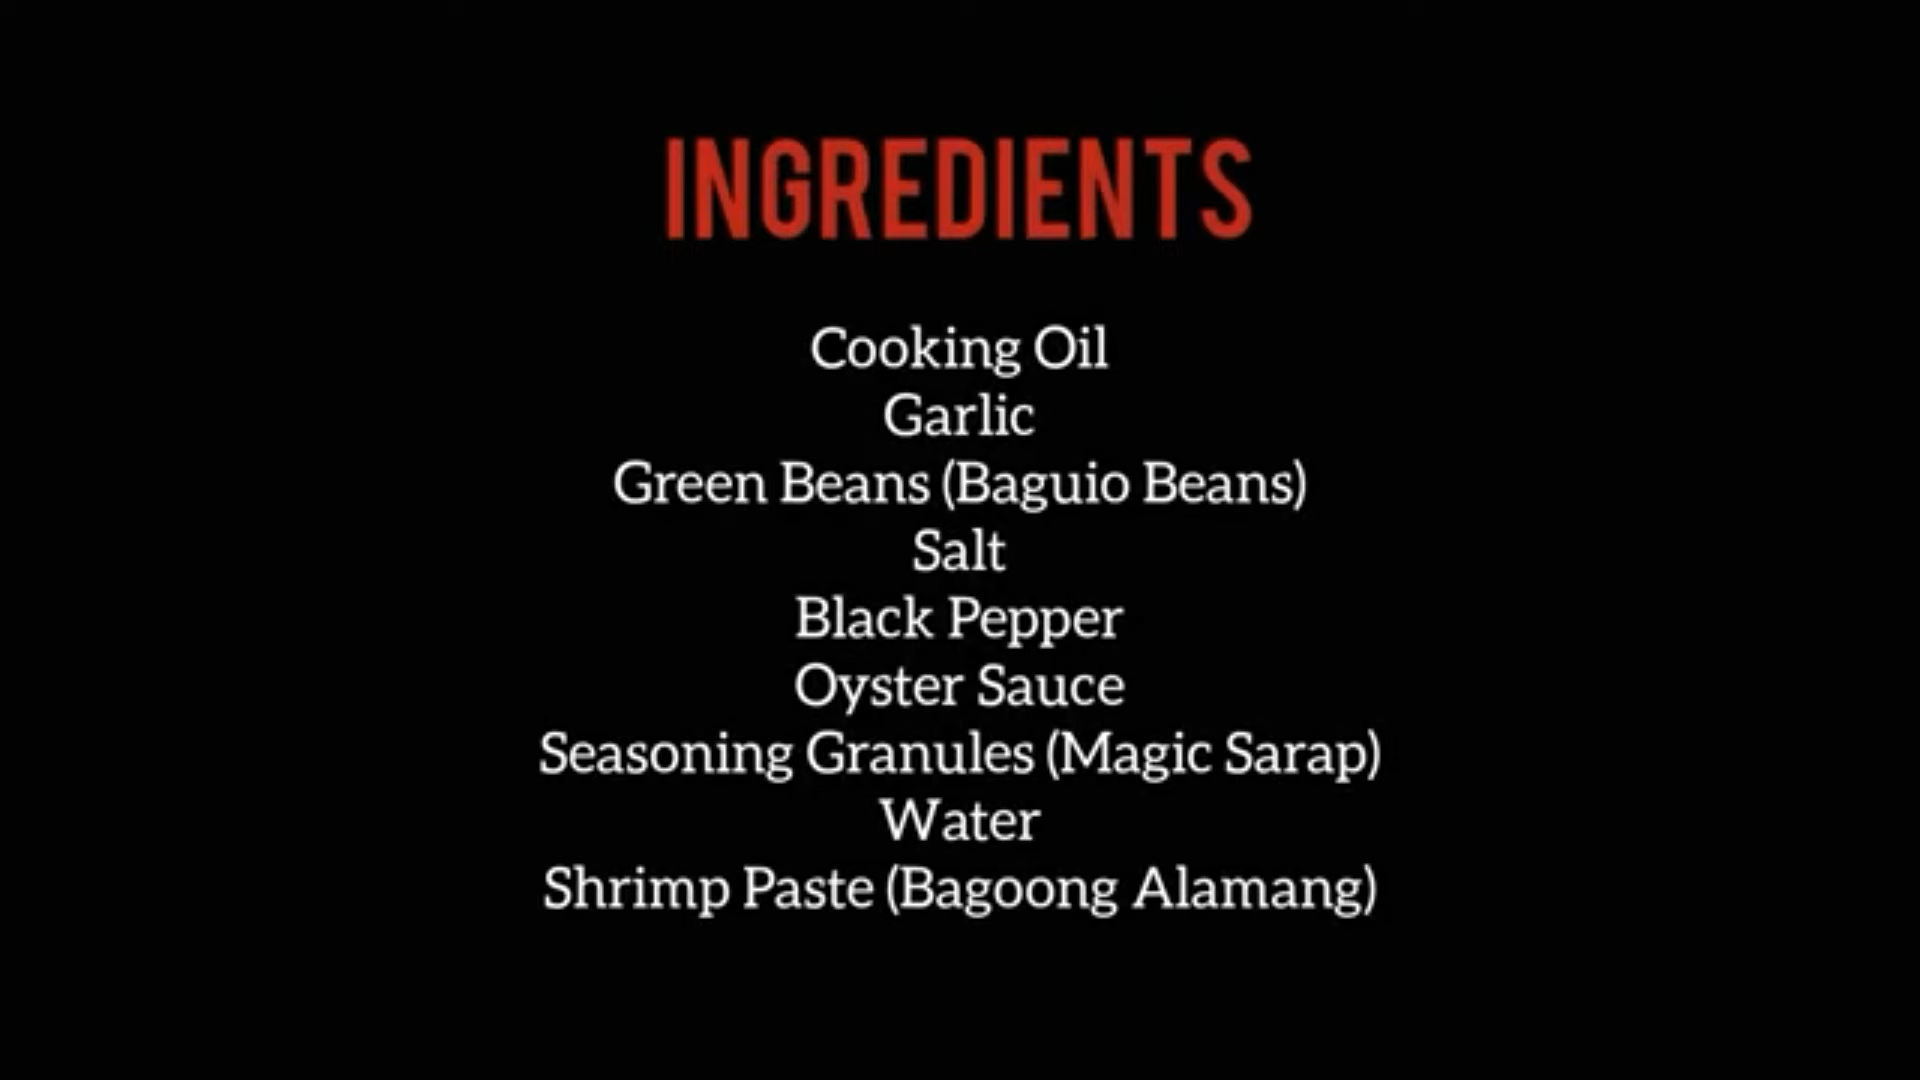 INGREDIENTS
Cooking Oil
Garlic
Green Beans (Baguio Beans)
Salt
Black Pepper
Oyster Sauce
Seasoning Granules (Magic Sarap)
Water
Shrimp Paste (Bagoong Alamang)